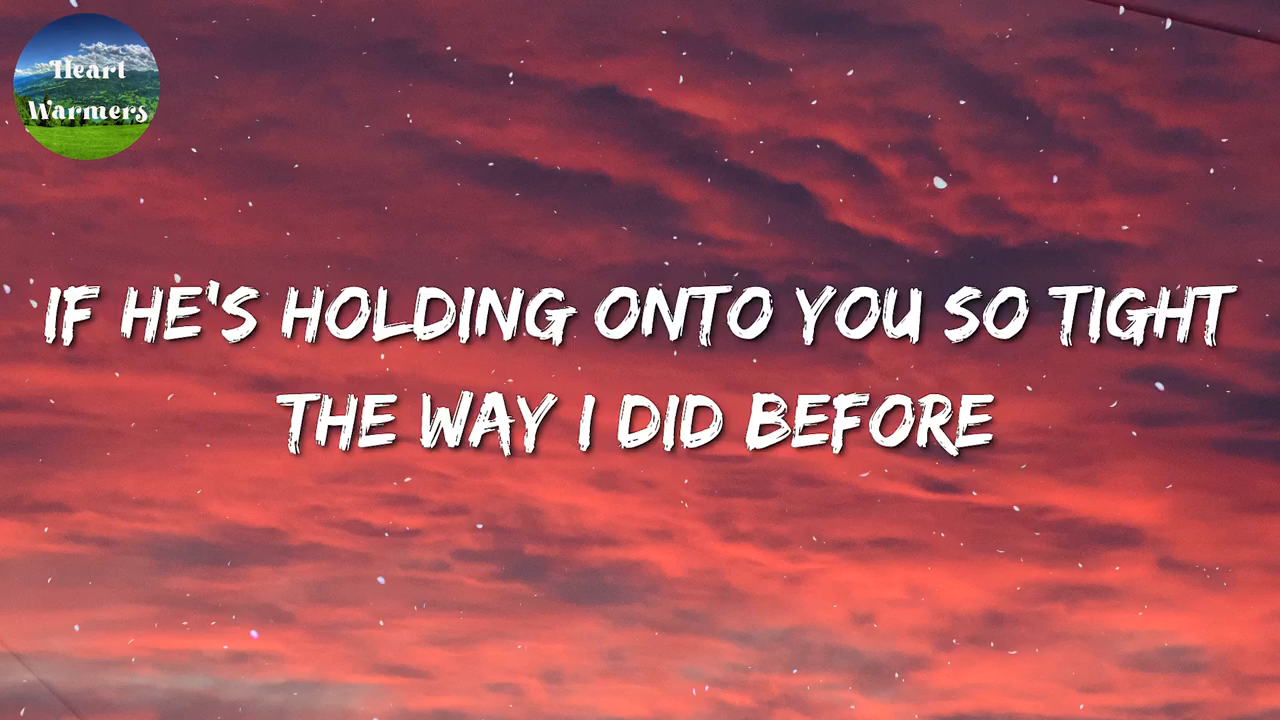 Heart
Warmers
IF HE'S HOLDING ONTO YOU SO TIGHT
THE WAY I DID BEFORE